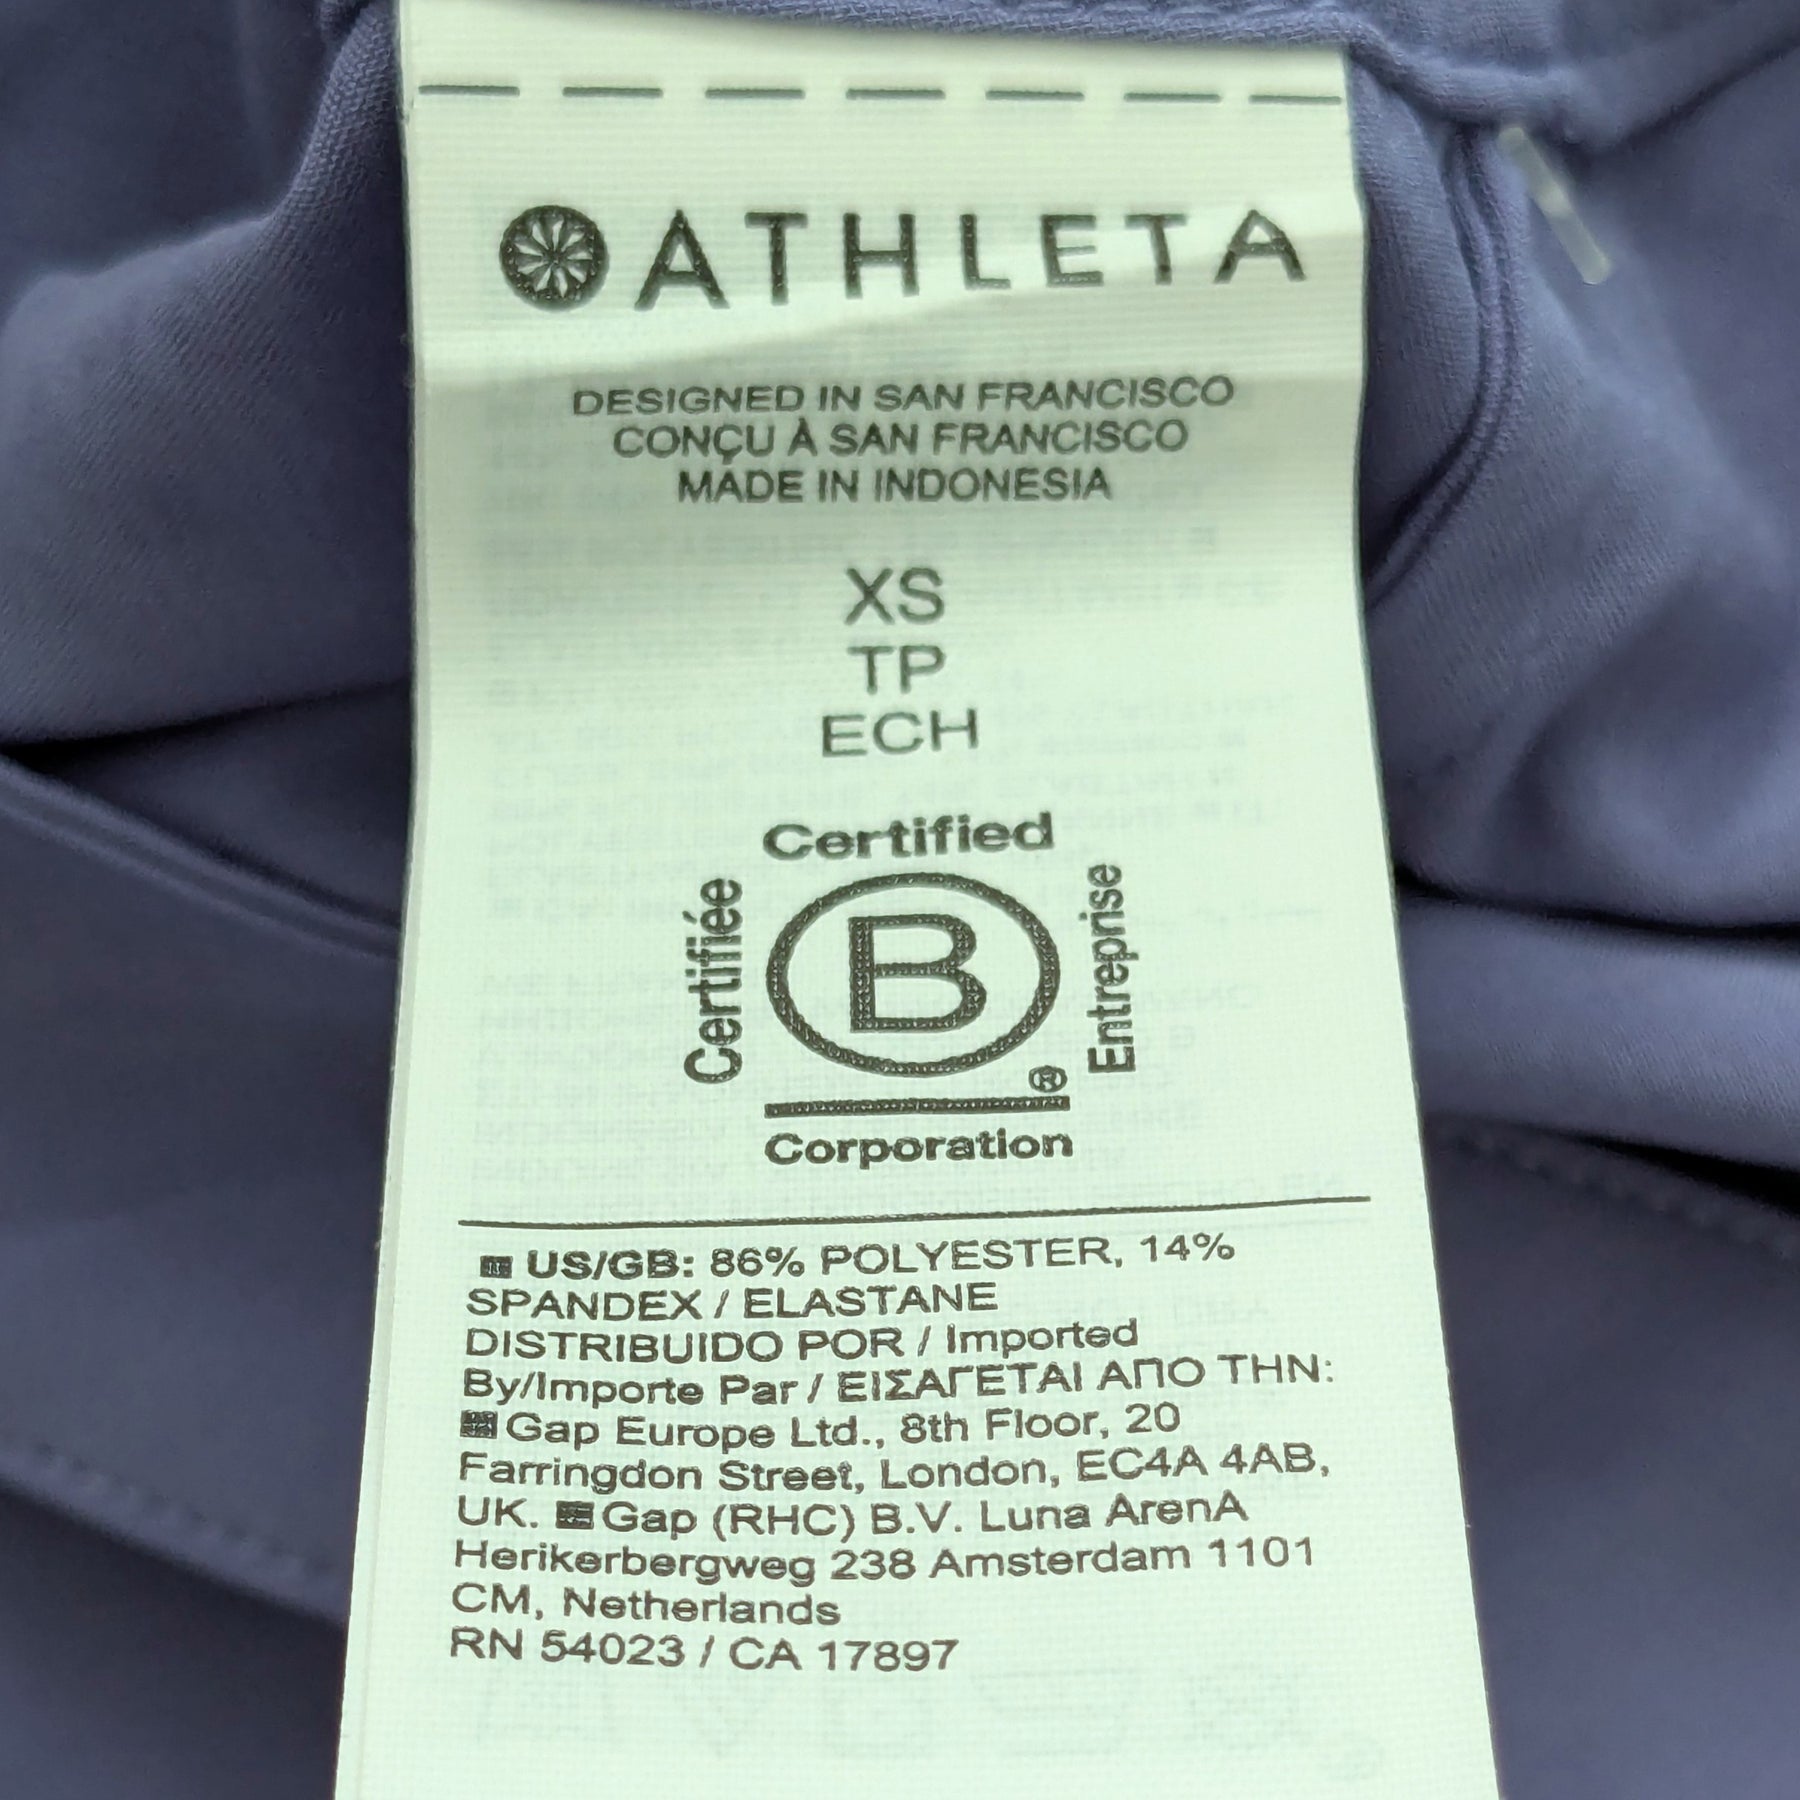 ATHLETA
DESIGNED IN SAN FRANCISCO
CONÇU À SAN FRANCISCO
MADE IN INDONESIA
XS
TP
ECH
Certified
Certifiée
B
Entreprise
®
Corporation
US/GB: 86% POLYESTER, 14%
SPANDEX / ELASTANE
DISTRIBUIDO POR / Imported
By/Importe Par / ΕΙΣΑΓΕΤΑΙ ΑΠΟ ΤΗΝ:
Gap Europe Ltd., 8th Floor, 20
Farringdon Street, London, EC4A 4AB,
UK. Gap (RHC) B.V. Luna ArenA
Herikerbergweg 238 Amsterdam 1101
CM, Netherlands
RN 54023 / CA 17897